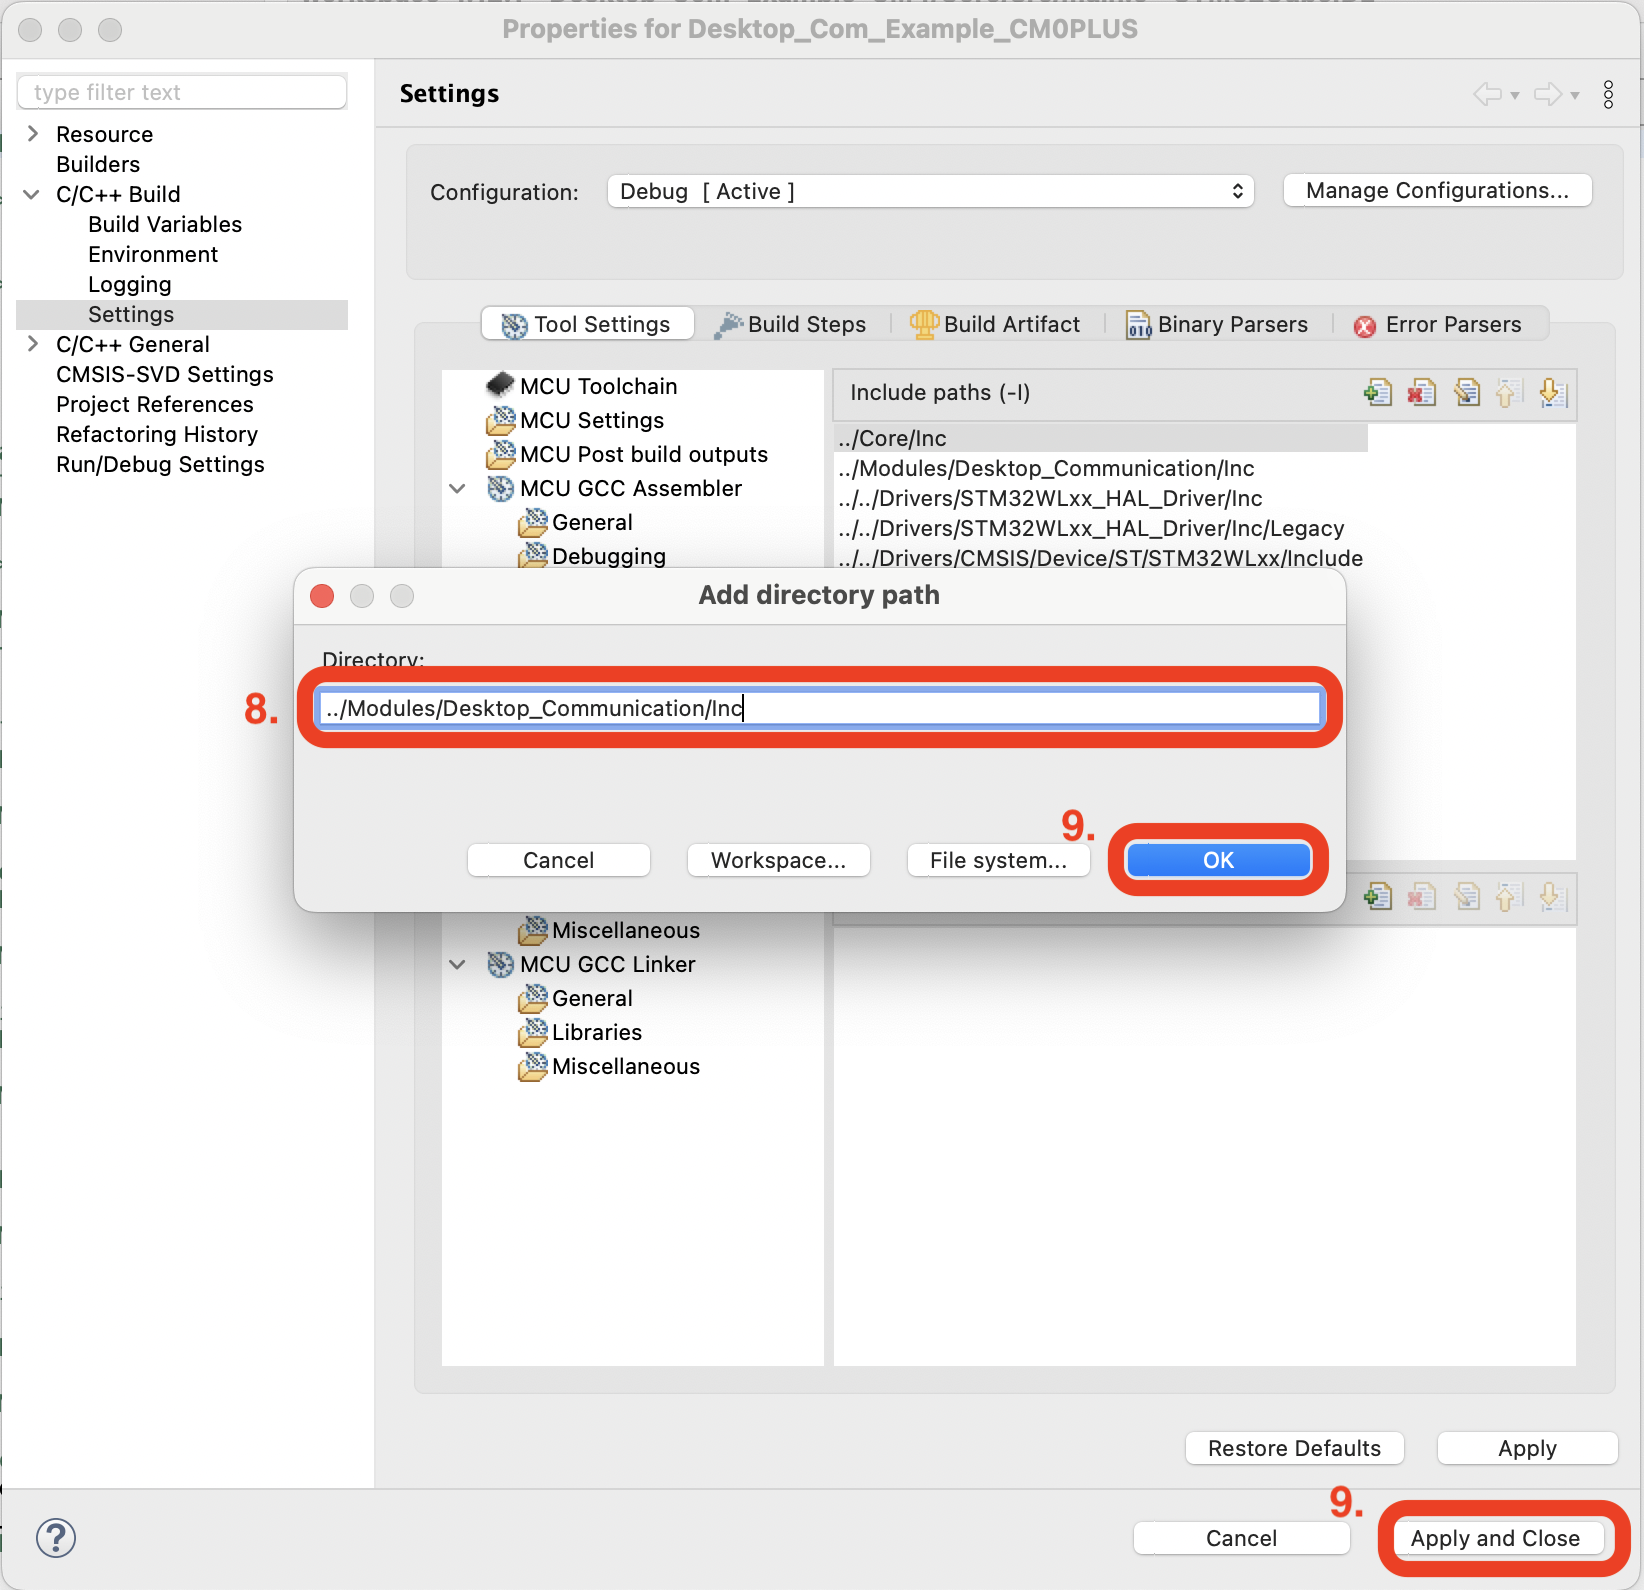 Properties for Desktop_Com_Example_CM0PLUS
type filter text
Resource
Builders
C/C++ Build
Build Variables
Environment
Logging
Settings
C/C++ General
CMSIS-SVD Settings
Project References
Refactoring History
Run/Debug Settings
Settings
Configuration:
Debug [ Active ]
Manage Configurations...
Tool Settings
Build Steps
Build Artifact
Binary Parsers
Error Parsers
MCU Toolchain
MCU Settings
MCU Post build outputs
MCU GCC Assembler
General
Debugging
Include paths (-I)
../Core/Inc
../Modules/Desktop_Communication/Inc
../../Drivers/STM32WLxx_HAL_Driver/Inc
../../Drivers/STM32WLxx_HAL_Driver/Inc/Legacy
../../Drivers/CMSIS/Device/ST/STM32WLxx/Include
Add directory path
Directory:
8.
../Modules/Desktop_Communication/Inc
9.
Cancel
Workspace...
File system...
OK
Miscellaneous
MCU GCC Linker
General
Libraries
Miscellaneous
Restore Defaults
Apply
9.
?
Cancel
Apply and Close